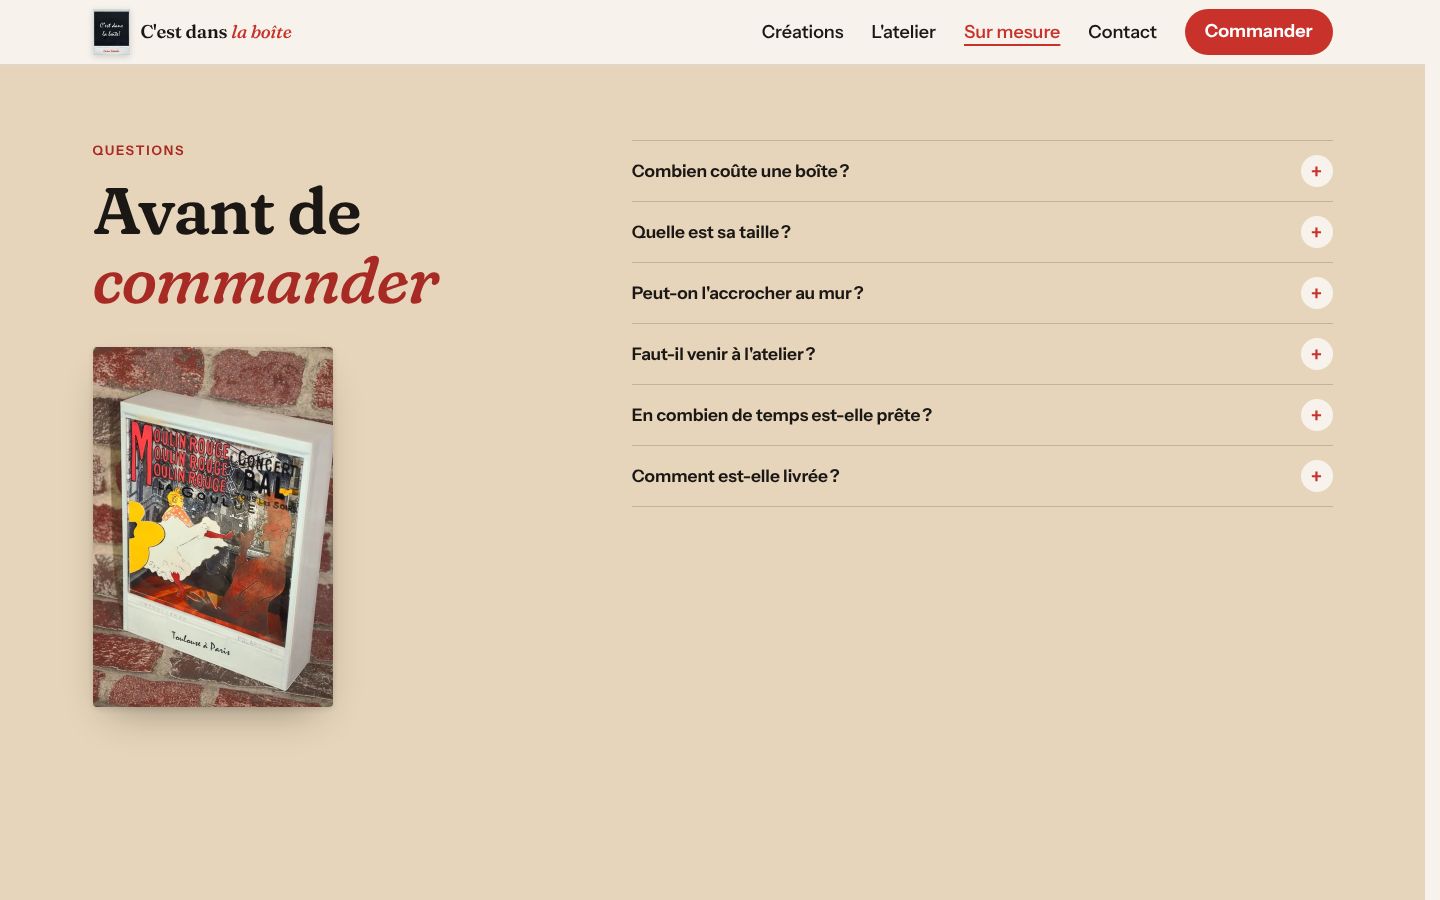 C'est dans la boîte
Créations
L'atelier
Sur mesure
Contact
Commander
QUESTIONS
Avant de
commander
Combien coûte une boîte ?
Quelle est sa taille ?
Peut-on l'accrocher au mur ?
Faut-il venir à l'atelier ?
En combien de temps est-elle prête ?
Comment est-elle livrée ?
MOULIN ROUGE
MOULIN ROUGE
MOULIN ROUGE
CONCERT
BAL
LA GOULUE
Toulouse à Paris